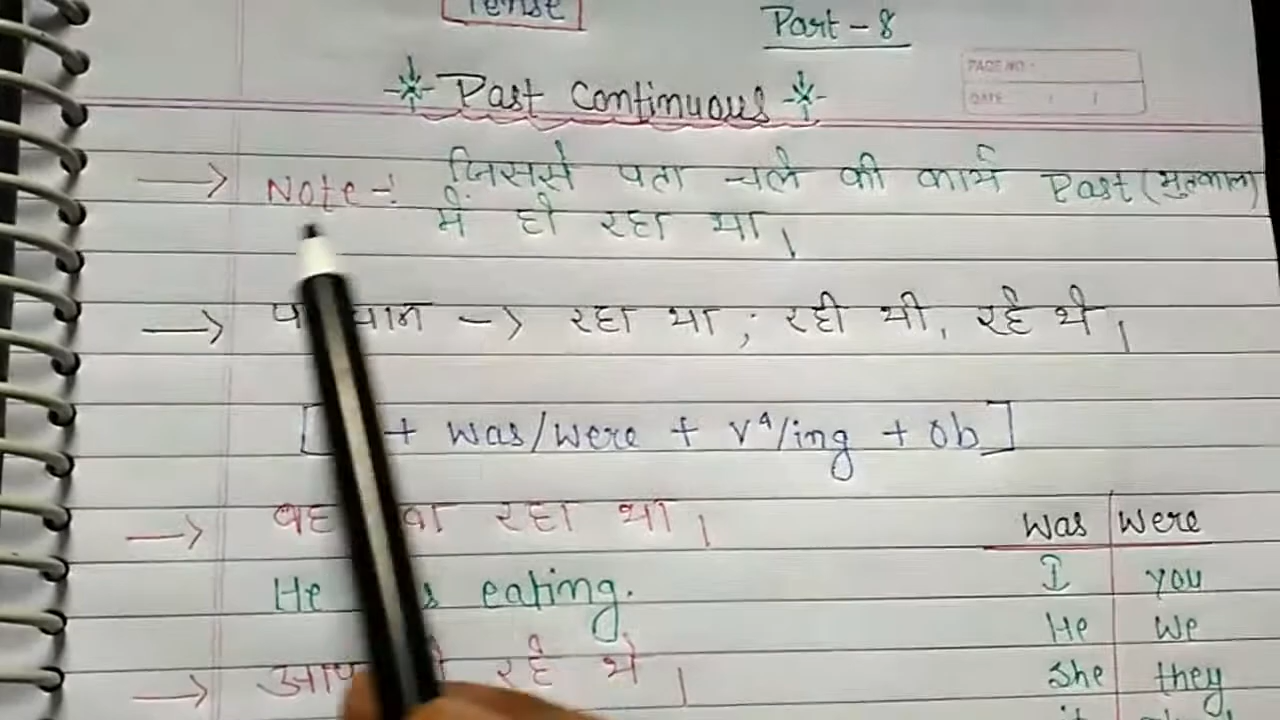 Tense
Part-8
Past Continuous
PAGE NO.:
DATE: / /
→ Note-: जिससे पता चले की कार्य Past (भुतकाल)
में हो रहा था।
→ -> रहा था; रही थी, रहे थे।
[ + was/were + v⁴/ing + ob]
→ वह रहा था।
He eating.
→ रहे थे।
Was Were
I you
He We
She they